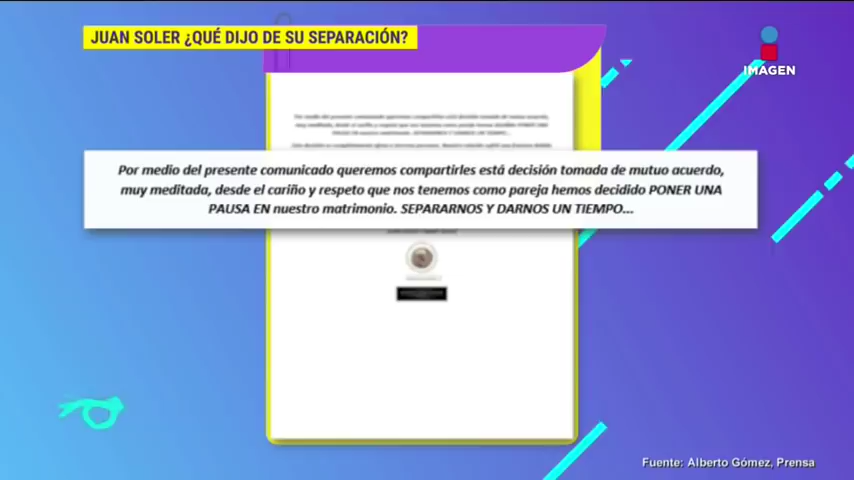 JUAN SOLER ¿QUÉ DIJO DE SU SEPARACIÓN?
IMAGEN
Por medio del presente comunicado queremos compartirles está decisión tomada de mutuo acuerdo,
muy meditada, desde el cariño y respeto que nos tenemos como pareja hemos decidido PONER UNA
PAUSA EN nuestro matrimonio. SEPARARNOS Y DARNOS UN TIEMPO...
Fuente: Alberto Gómez, Prensa